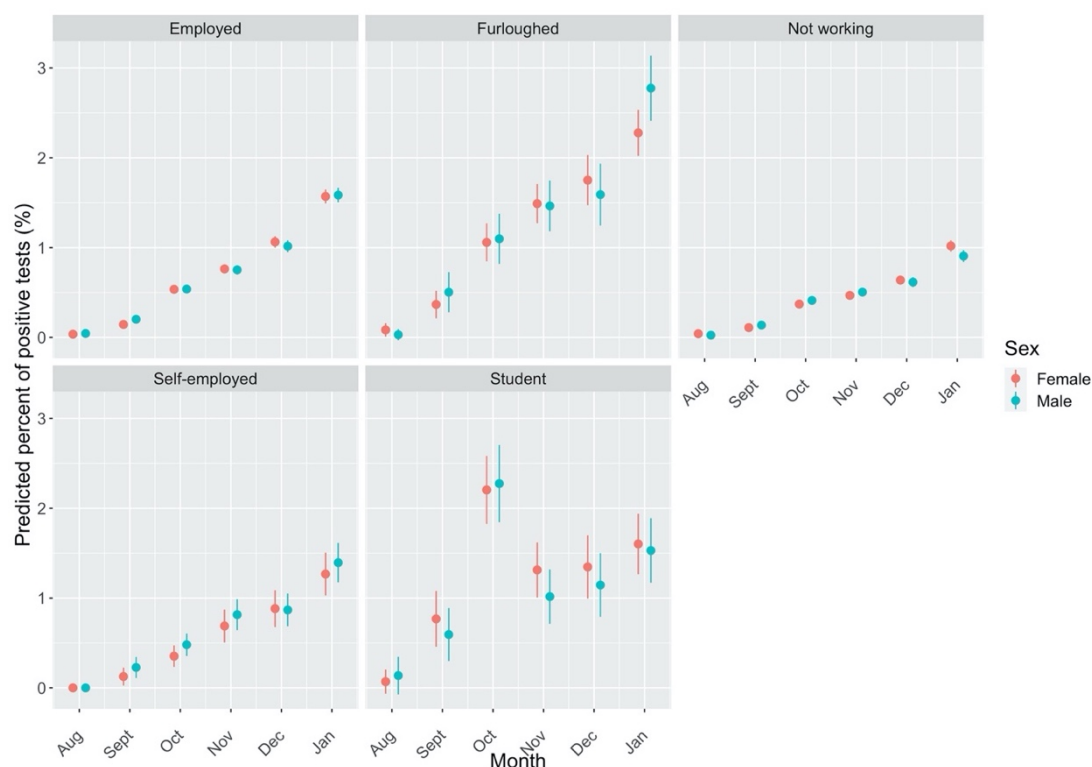 Employed
Furloughed
Not working
3
2
1
0
Predicted percent of positive tests (%)
Aug
Sept
Oct
Nov
Dec
Jan
Sex
Female
Male
Self-employed
Student
3
2
1
0
Aug
Sept
Oct
Nov
Dec
Jan
Aug
Sept
Oct
Nov
Dec
Jan
Month